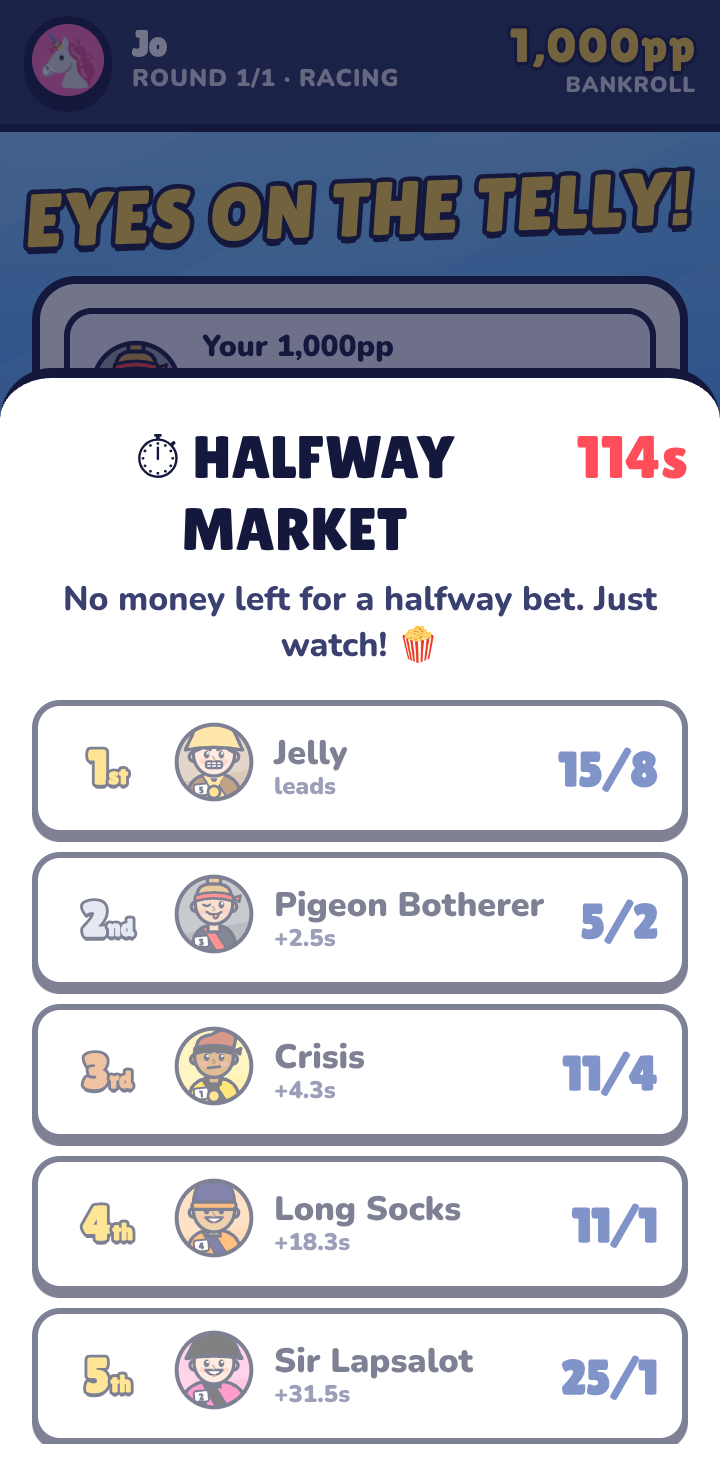 Jo
ROUND 1/1 · RACING
1,000pp
BANKROLL
EYES ON THE TELLY!
Your 1,000pp
⏱ HALFWAY MARKET
114s
No money left for a halfway bet. Just
watch! 🍿
1st
Jelly
leads
15/8
2nd
Pigeon Botherer
+2.5s
5/2
3rd
Crisis
+4.3s
11/4
4th
Long Socks
+18.3s
11/1
5th
Sir Lapsalot
+31.5s
25/1